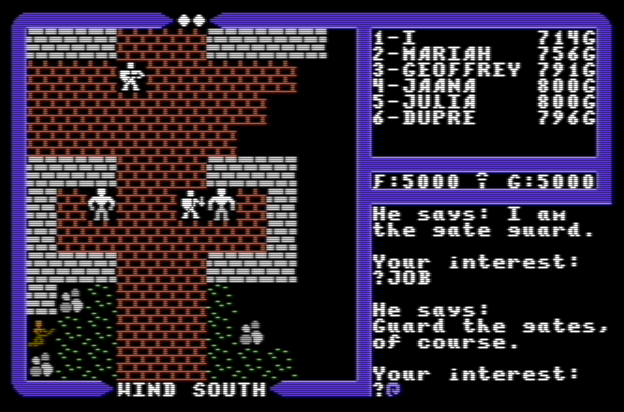 1-I 714G
2-MARIAH 756G
3-GEOFFREY 791G
4-JAANA 800G
5-JULIA 800G
6-DUPRE 796G
F:5000 G:5000
He says: I am
the gate guard.
Your interest:
?JOB
He says:
Guard the gates,
of course.
Your interest:
?
WIND SOUTH